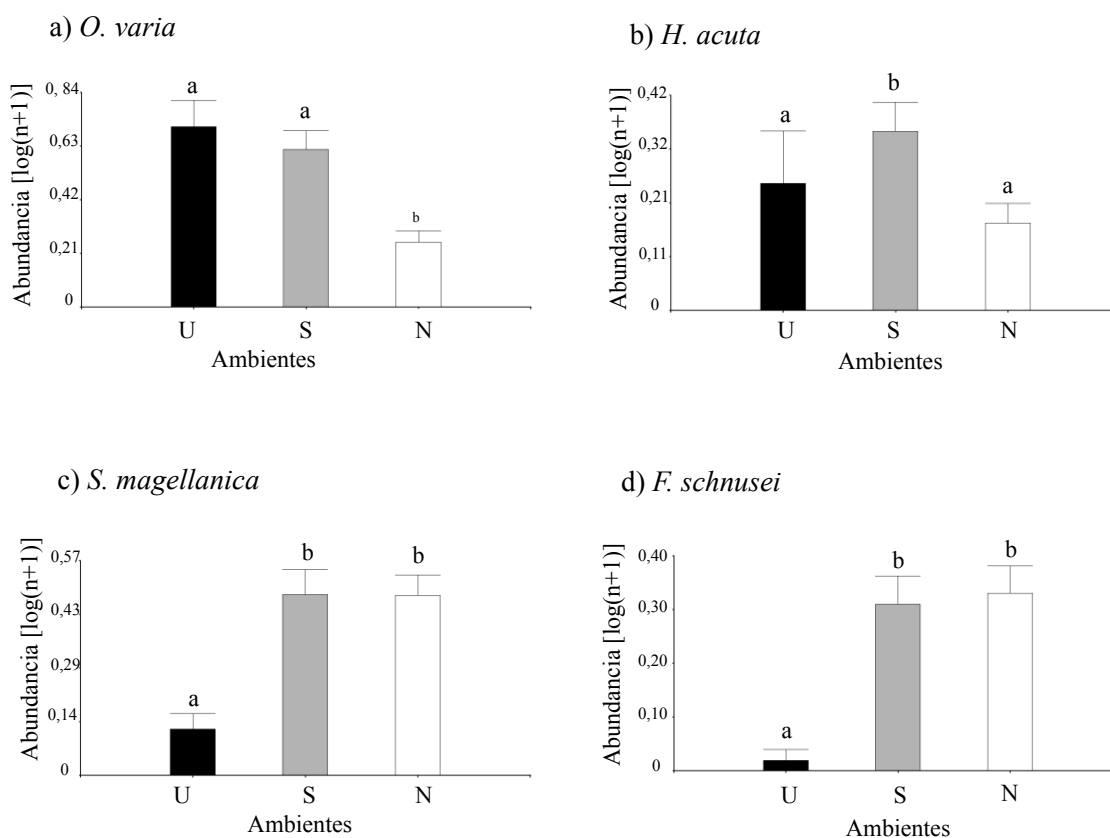 a) O. varia
a
a
b
0,84
0,63
0,42
0,21
0
Abundancia [log(n+1)]
U S N
Ambientes
b) H. acuta
a
b
a
0,42
0,32
0,21
0,11
0
Abundancia [log(n+1)]
U S N
Ambientes
c) S. magellanica
a
b
b
0,57
0,43
0,29
0,14
0
Abundancia [log(n+1)]
U S N
Ambientes
d) F. schnusei
a
b
b
0,40
0,30
0,20
0,10
0
Abundancia [log(n+1)]
U S N
Ambientes